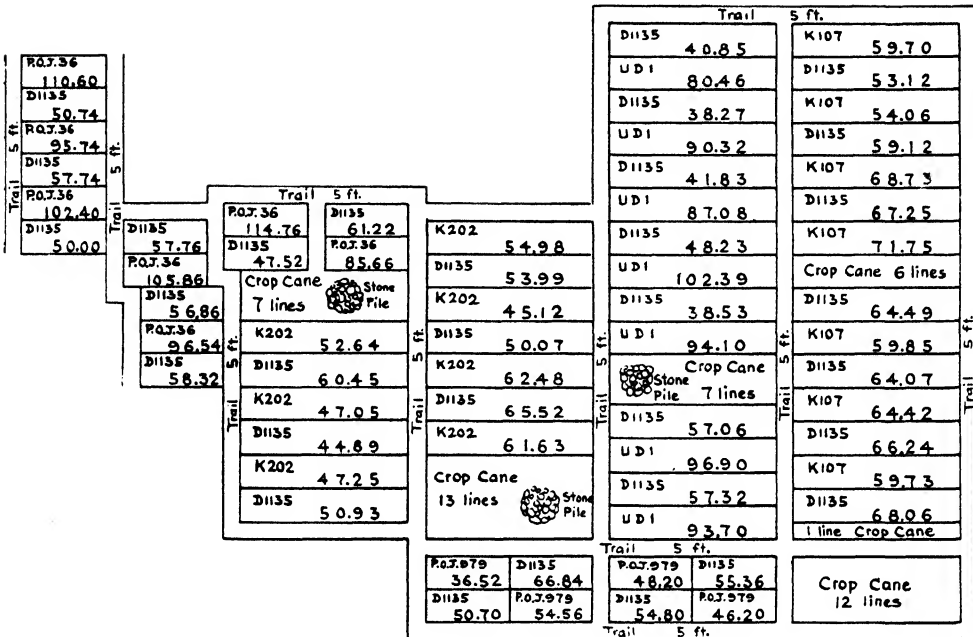 P.O.J.36
110.60
D1135
50.74
P.O.J.36
95.74
D1135
57.74
P.O.J.36
102.40
D1135
50.00
Trail 5 ft.
Trail 5 ft.
D1135
57.76
P.O.J.36
105.86
D1135
56.86
P.O.J.36
96.54
D1135
58.32
Trail 5 ft.
P.O.J.36
114.76
D1135
61.22
D1135
47.52
P.O.J.36
85.66
Crop Cane
7 lines
Stone
Pile
K202
52.64
D1135
60.45
K202
47.05
D1135
44.89
K202
47.25
D1135
50.93
Trail 5 ft.
Trail 5 ft.
K202
54.98
D1135
53.99
K202
45.12
D1135
50.07
K202
62.48
D1135
65.52
K202
61.63
Crop Cane
13 lines
Stone
Pile
P.O.J.979
36.52
D1135
66.84
D1135
50.70
P.O.J.979
54.56
Trail 5 ft.
Trail 5 ft.
D1135
40.85
UD1
80.46
D1135
38.27
UD1
90.32
D1135
41.83
UD1
87.08
D1135
48.23
UD1
102.39
D1135
38.53
UD1
94.10
Crop Cane
7 lines
Stone
Pile
D1135
57.06
UD1
96.90
D1135
57.32
UD1
93.70
Trail 5 ft.
P.O.J.979
48.20
D1135
55.36
D1135
54.80
P.O.J.979
46.20
Trail 5 ft.
Trail 5 ft.
K107
59.70
D1135
53.12
K107
54.06
D1135
59.12
K107
68.73
D1135
67.25
K107
71.75
Crop Cane 6 lines
D1135
64.49
K107
59.85
D1135
64.07
K107
64.42
D1135
66.24
K107
59.73
D1135
68.06
1 line Crop Cane
Trail 5 ft.
Crop Cane
12 lines